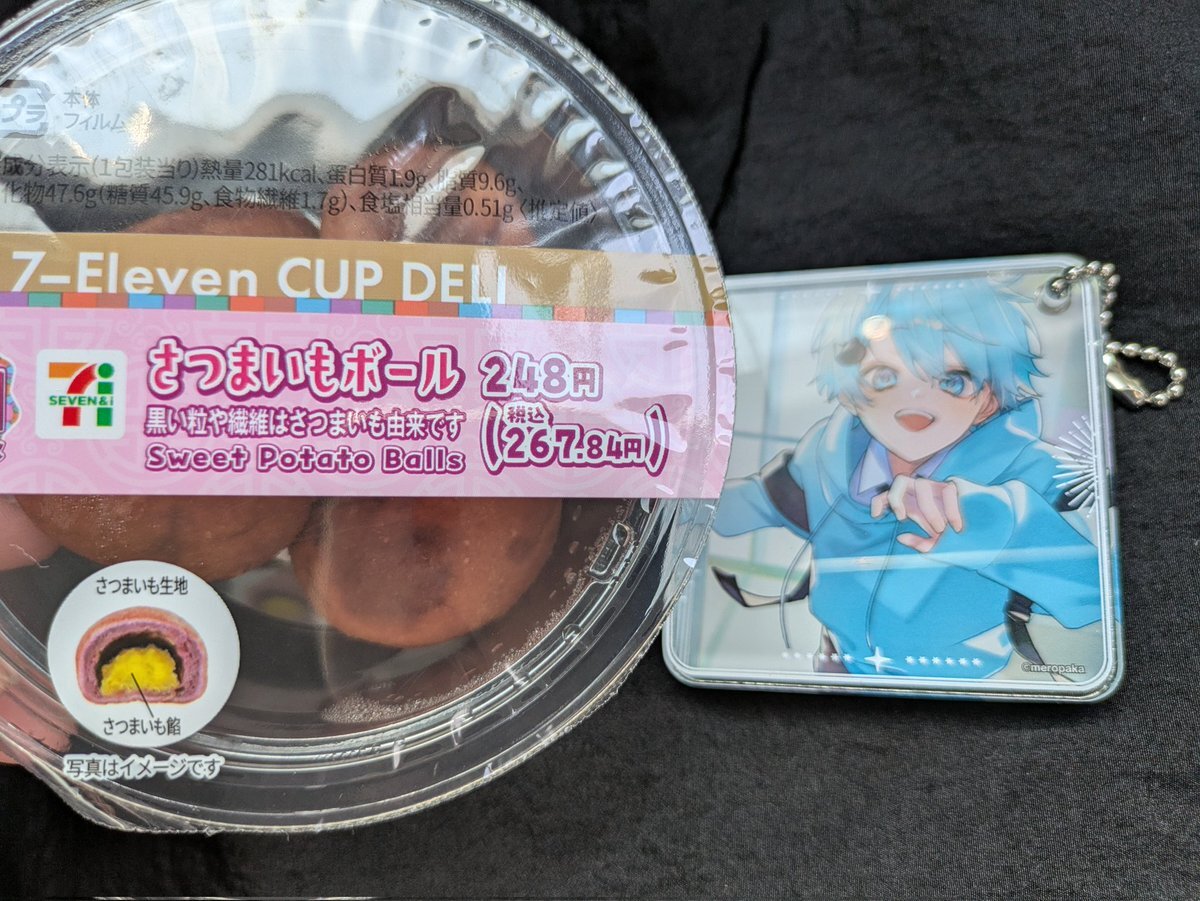 プラ
本体
フィルム
成分表示(1包装当り)熱量281kcal、蛋白質1.9g、脂質9.6g、
化物47.6g(糖質45.9g、食物繊維1.7g)、食塩相当量0.51g〈推定値〉
7-Eleven CUP DELI
7
SEVEN&i
さつまいもボール
黒い粒や繊維はさつまいも由来です
Sweet Potato Balls
248円
(税込
267.84円)
さつまいも生地
さつまいも餡
写真はイメージです
©meropaka